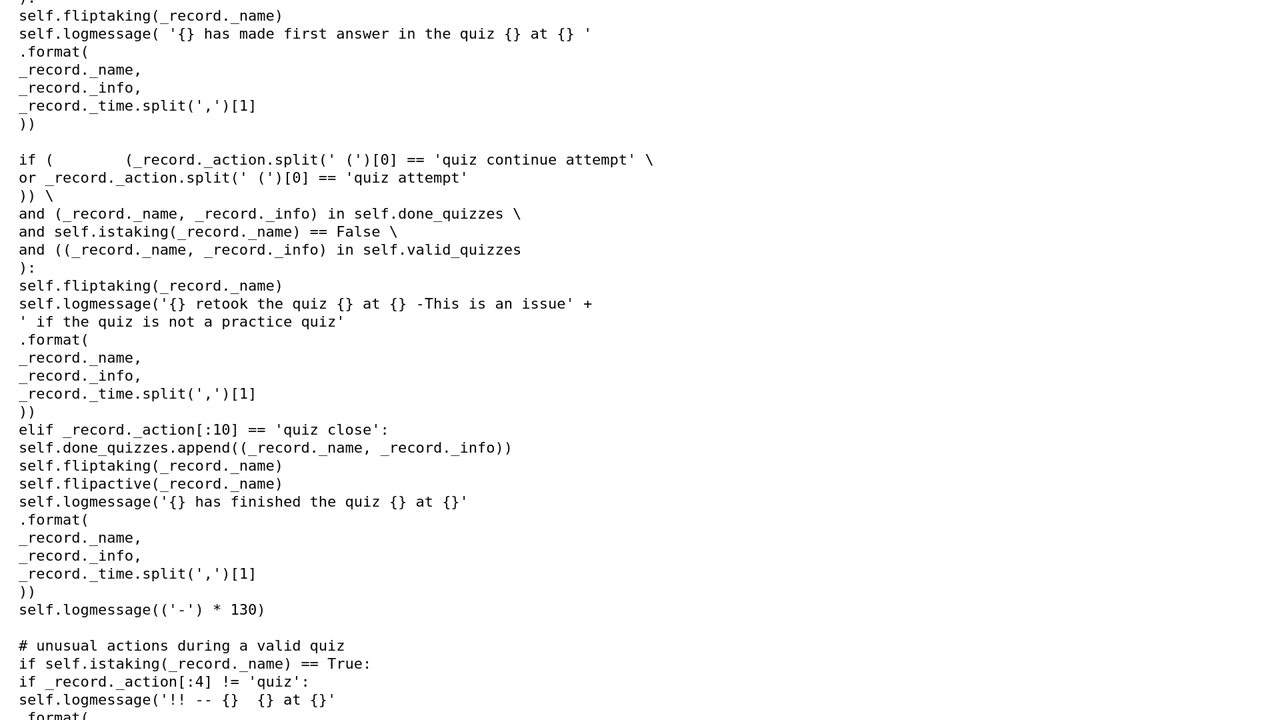 ):
self.fliptaking(_record._name)
self.logmessage( '{} has made first answer in the quiz {} at {} '
.format(
_record._name,
_record._info,
_record._time.split(',')[1]
))
if (        (_record._action.split(' (')[0] == 'quiz continue attempt' \
or _record._action.split(' (')[0] == 'quiz attempt'
)) \
and (_record._name, _record._info) in self.done_quizzes \
and self.istaking(_record._name) == False \
and ((_record._name, _record._info) in self.valid_quizzes
):
self.fliptaking(_record._name)
self.logmessage('{} retook the quiz {} at {} -This is an issue' +
' if the quiz is not a practice quiz'
.format(
_record._name,
_record._info,
_record._time.split(',')[1]
))
elif _record._action[:10] == 'quiz close':
self.done_quizzes.append((_record._name, _record._info))
self.fliptaking(_record._name)
self.flipactive(_record._name)
self.logmessage('{} has finished the quiz {} at {}'
.format(
_record._name,
_record._info,
_record._time.split(',')[1]
))
self.logmessage(('-') * 130)
# unusual actions during a valid quiz
if self.istaking(_record._name) == True:
if _record._action[:4] != 'quiz':
self.logmessage('!! -- {}  {} at {}'
.format(